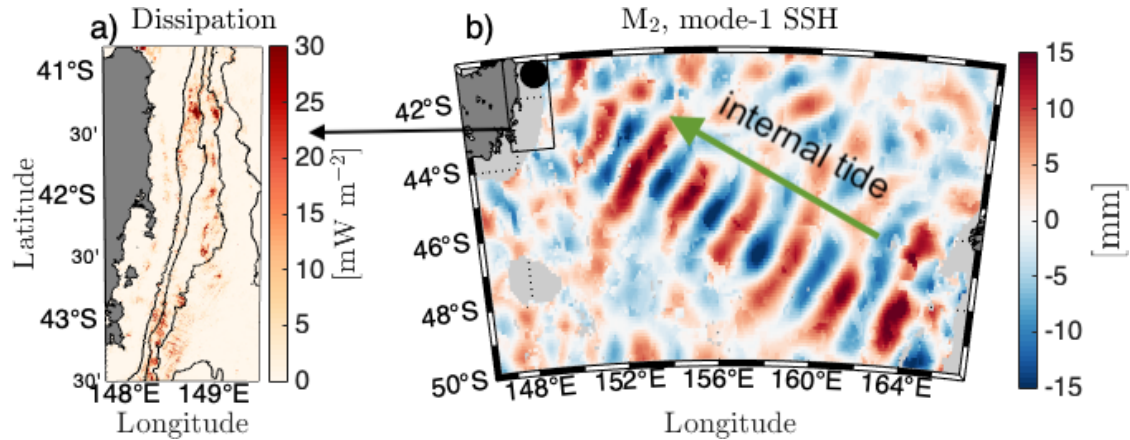 a)
Dissipation
41°S
30'
42°S
30'
43°S
30'
148°E
149°E
Latitude
Longitude
30
25
20
15
10
5
0
[mW m⁻²]
b)
M₂, mode-1 SSH
42°S
44°S
46°S
48°S
50°S
148°E
152°E
156°E
160°E
164°E
Longitude
internal tide
15
10
5
0
-5
-10
-15
[mm]